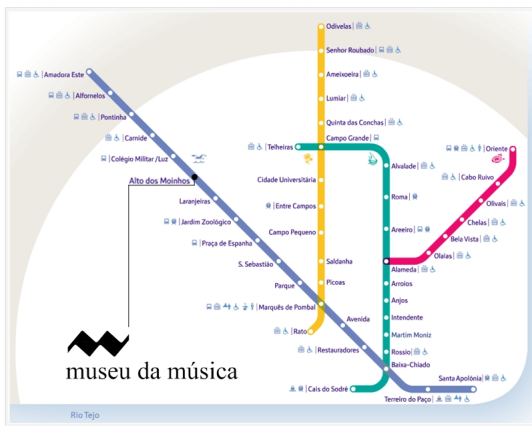 Odivelas
Senhor Roubado
Ameixoeira
Lumiar
Quinta das Conchas
Campo Grande
Telheiras
Cidade Universitária
Entre Campos
Campo Pequeno
Saldanha
Picoas
Marquês de Pombal
Rato
Amadora Este
Alfornelos
Pontinha
Carnide
Colégio Militar /Luz
Alto dos Moinhos
Laranjeiras
Jardim Zoológico
Praça de Espanha
S. Sebastião
Parque
Avenida
Restauradores
Baixa-Chiado
Terreiro do Paço
Santa Apolónia
Alvalade
Roma
Areeiro
Alameda
Arroios
Anjos
Intendente
Martim Moniz
Rossio
Cais do Sodré
Oriente
Cabo Ruivo
Olivais
Chelas
Bela Vista
Olaias
museu da música
Rio Tejo